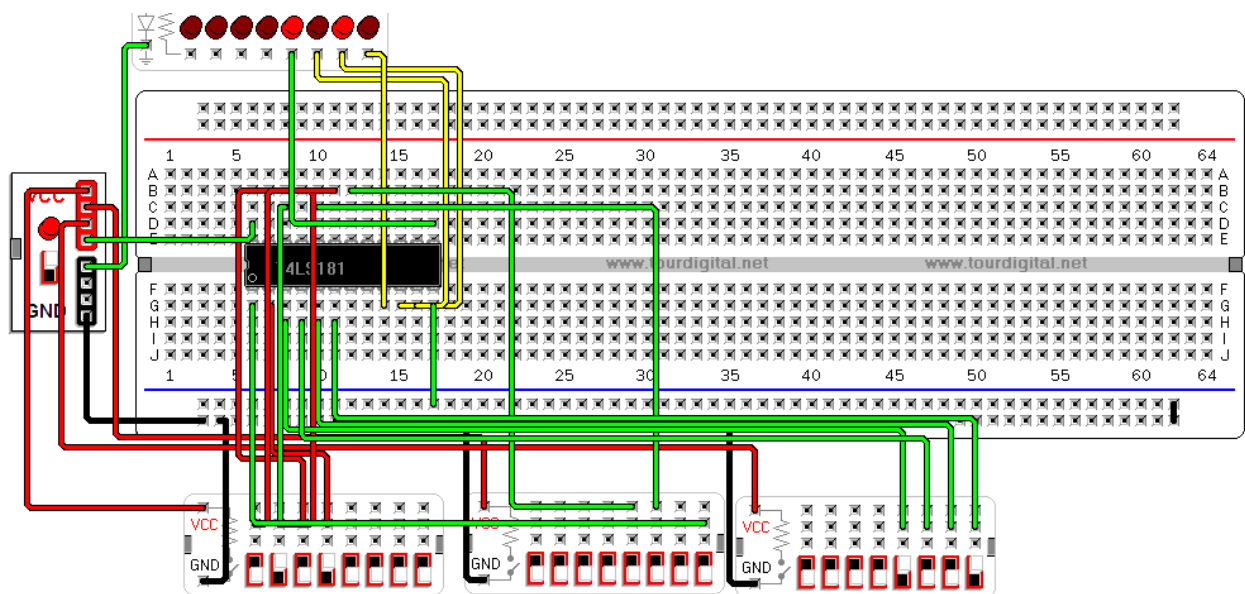 1 5 10 15 20 25 30 35 40 45 50 55 60 64
A A
B B
C C
D D
E E
VCC
74LS181
www.tourdigital.net www.tourdigital.net
GND
F F
G G
H H
I I
J J
1 5 10 15 20 25 30 35 40 45 50 55 60 64
VCC VCC VCC
GND GND GND